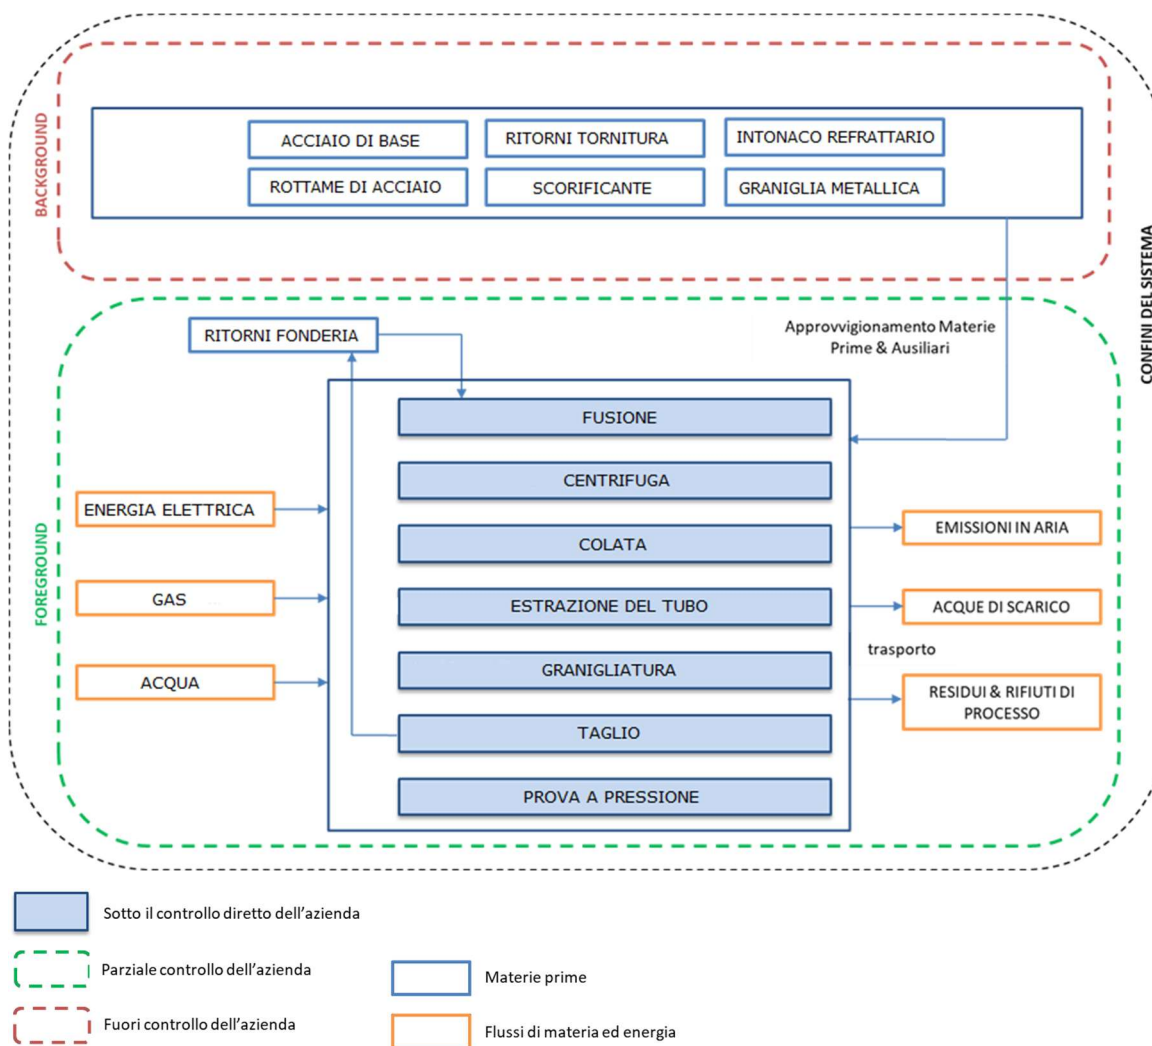 BACKGROUND
ACCIAIO DI BASE
RITORNI TORNITURA
INTONACO REFRATTARIO
ROTTAME DI ACCIAIO
SCORIFICANTE
GRANIGLIA METALLICA
CONFINI DEL SISTEMA
FOREGROUND
RITORNI FONDERIA
Approvvigionamento Materie
Prime & Ausiliari
FUSIONE
CENTRIFUGA
COLATA
ESTRAZIONE DEL TUBO
GRANIGLIATURA
TAGLIO
PROVA A PRESSIONE
ENERGIA ELETTRICA
GAS
ACQUA
EMISSIONI IN ARIA
ACQUE DI SCARICO
trasporto
RESIDUI & RIFIUTI DI
PROCESSO
Sotto il controllo diretto dell'azienda
Parziale controllo dell'azienda
Fuori controllo dell'azienda
Materie prime
Flussi di materia ed energia